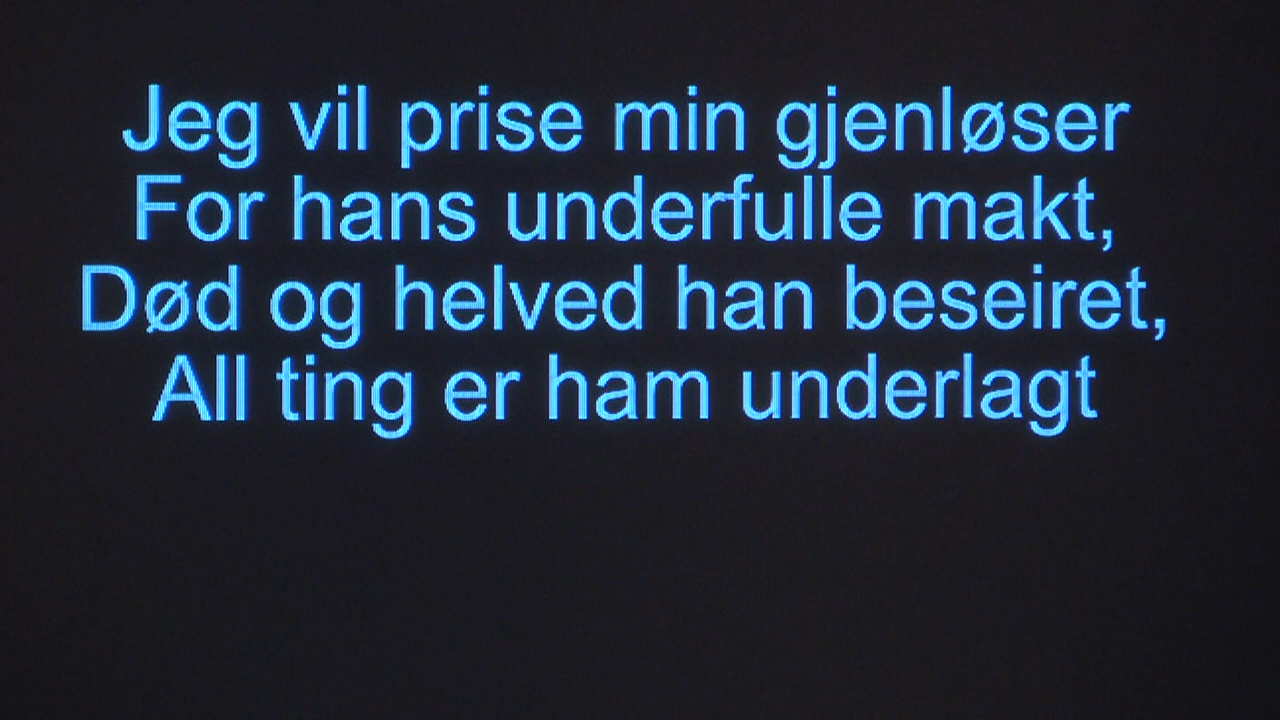 Jeg vil prise min gjenløser
For hans underfulle makt,
Død og helved han beseiret,
All ting er ham underlagt